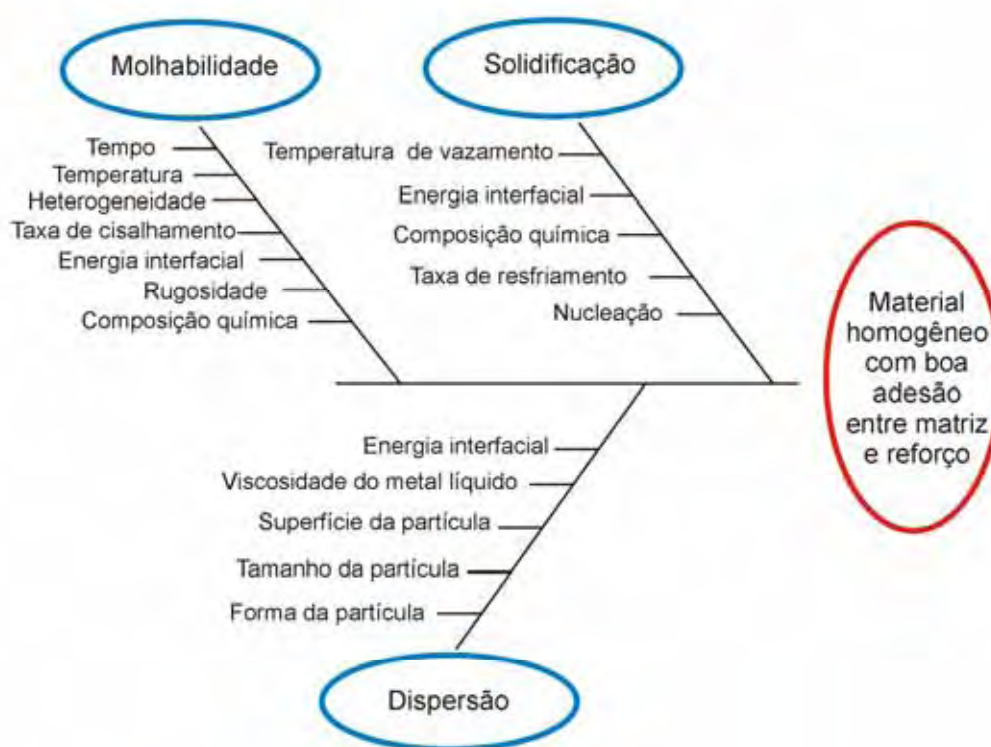 Molhabilidade
Tempo
Temperatura
Heterogeneidade
Taxa de cisalhamento
Energia interfacial
Rugosidade
Composição química
Solidificação
Temperatura de vazamento
Energia interfacial
Composição química
Taxa de resfriamento
Nucleação
Energia interfacial
Viscosidade do metal líquido
Superfície da partícula
Tamanho da partícula
Forma da partícula
Dispersão
Material
homogêneo
com boa
adesão
entre matriz
e reforço